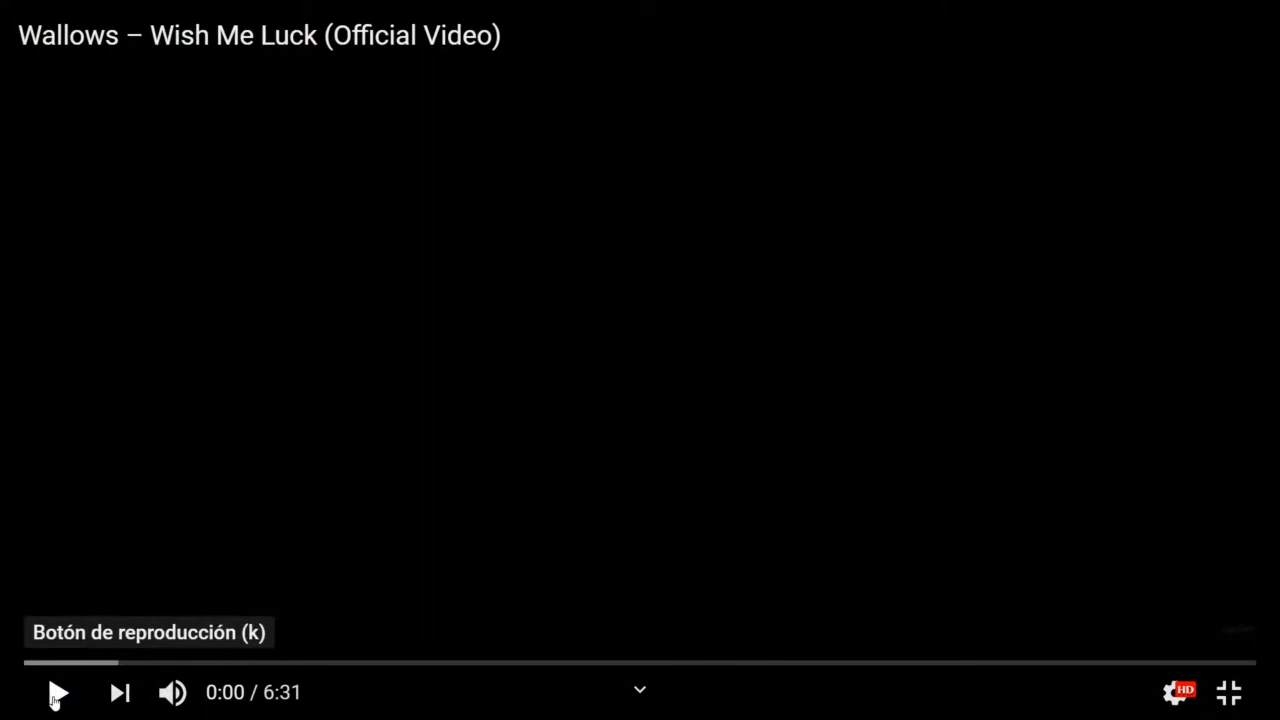 Wallows – Wish Me Luck (Official Video)
Botón de reproducción (k)
0:00 / 6:31
HD